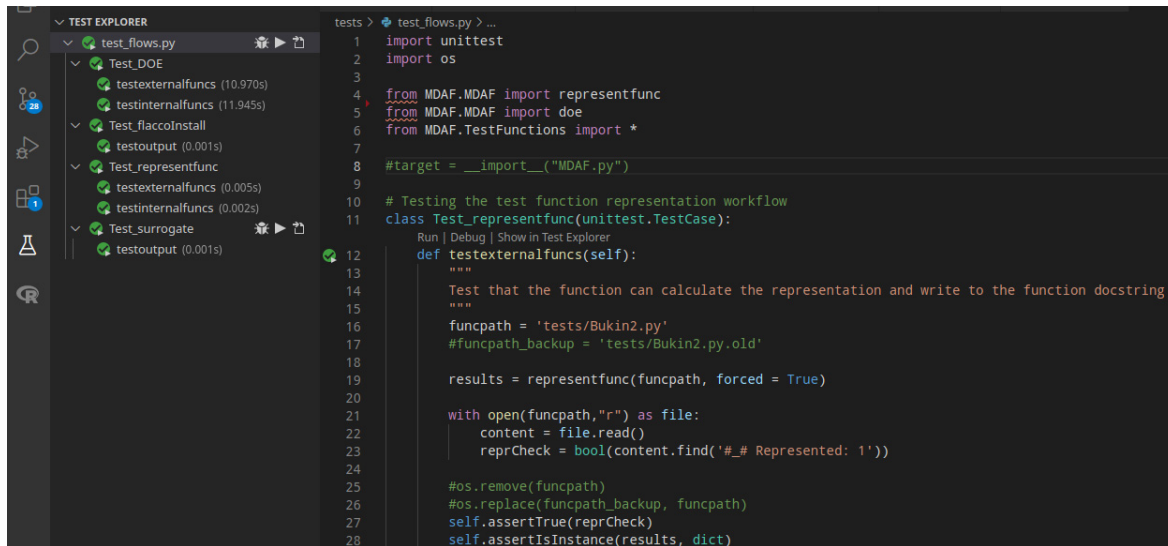 TEST EXPLORER
test_flows.py
Test_DOE
testexternalfuncs (10.970s)
testinternalfuncs (11.945s)
Test_flaccoInstall
testoutput (0.001s)
Test_representfunc
testexternalfuncs (0.005s)
testinternalfuncs (0.002s)
Test_surrogate
testoutput (0.001s)
28
1
R
tests > test_flows.py > ...
1 import unittest
2 import os
3
4 from MDAF.MDAF import representfunc
5 from MDAF.MDAF import doe
6 from MDAF.TestFunctions import *
7
8 #target = __import__("MDAF.py")
9
10 # Testing the test function representation workflow
11 class Test_representfunc(unittest.TestCase):
Run | Debug | Show in Test Explorer
12 def testexternalfuncs(self):
13 """
14 Test that the function can calculate the representation and write to the function docstring
15 """
16 funcpath = 'tests/Bukin2.py'
17 #funcpath_backup = 'tests/Bukin2.py.old'
18
19 results = representfunc(funcpath, forced = True)
20
21 with open(funcpath,"r") as file:
22 content = file.read()
23 reprCheck = bool(content.find('#_# Represented: 1'))
24
25 #os.remove(funcpath)
26 #os.replace(funcpath_backup, funcpath)
27 self.assertTrue(reprCheck)
28 self.assertIsInstance(results, dict)